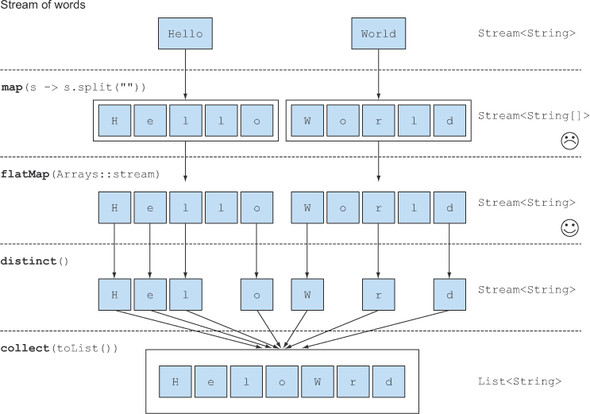 Stream of words
Hello World Stream<String>
map(s -> s.split(""))
H e l l o W o r l d Stream<String[]>
flatMap(Arrays::stream)
H e l l o W o r l d Stream<String>
distinct()
H e l o W r d Stream<String>
collect(toList())
H e l o W r d List<String>